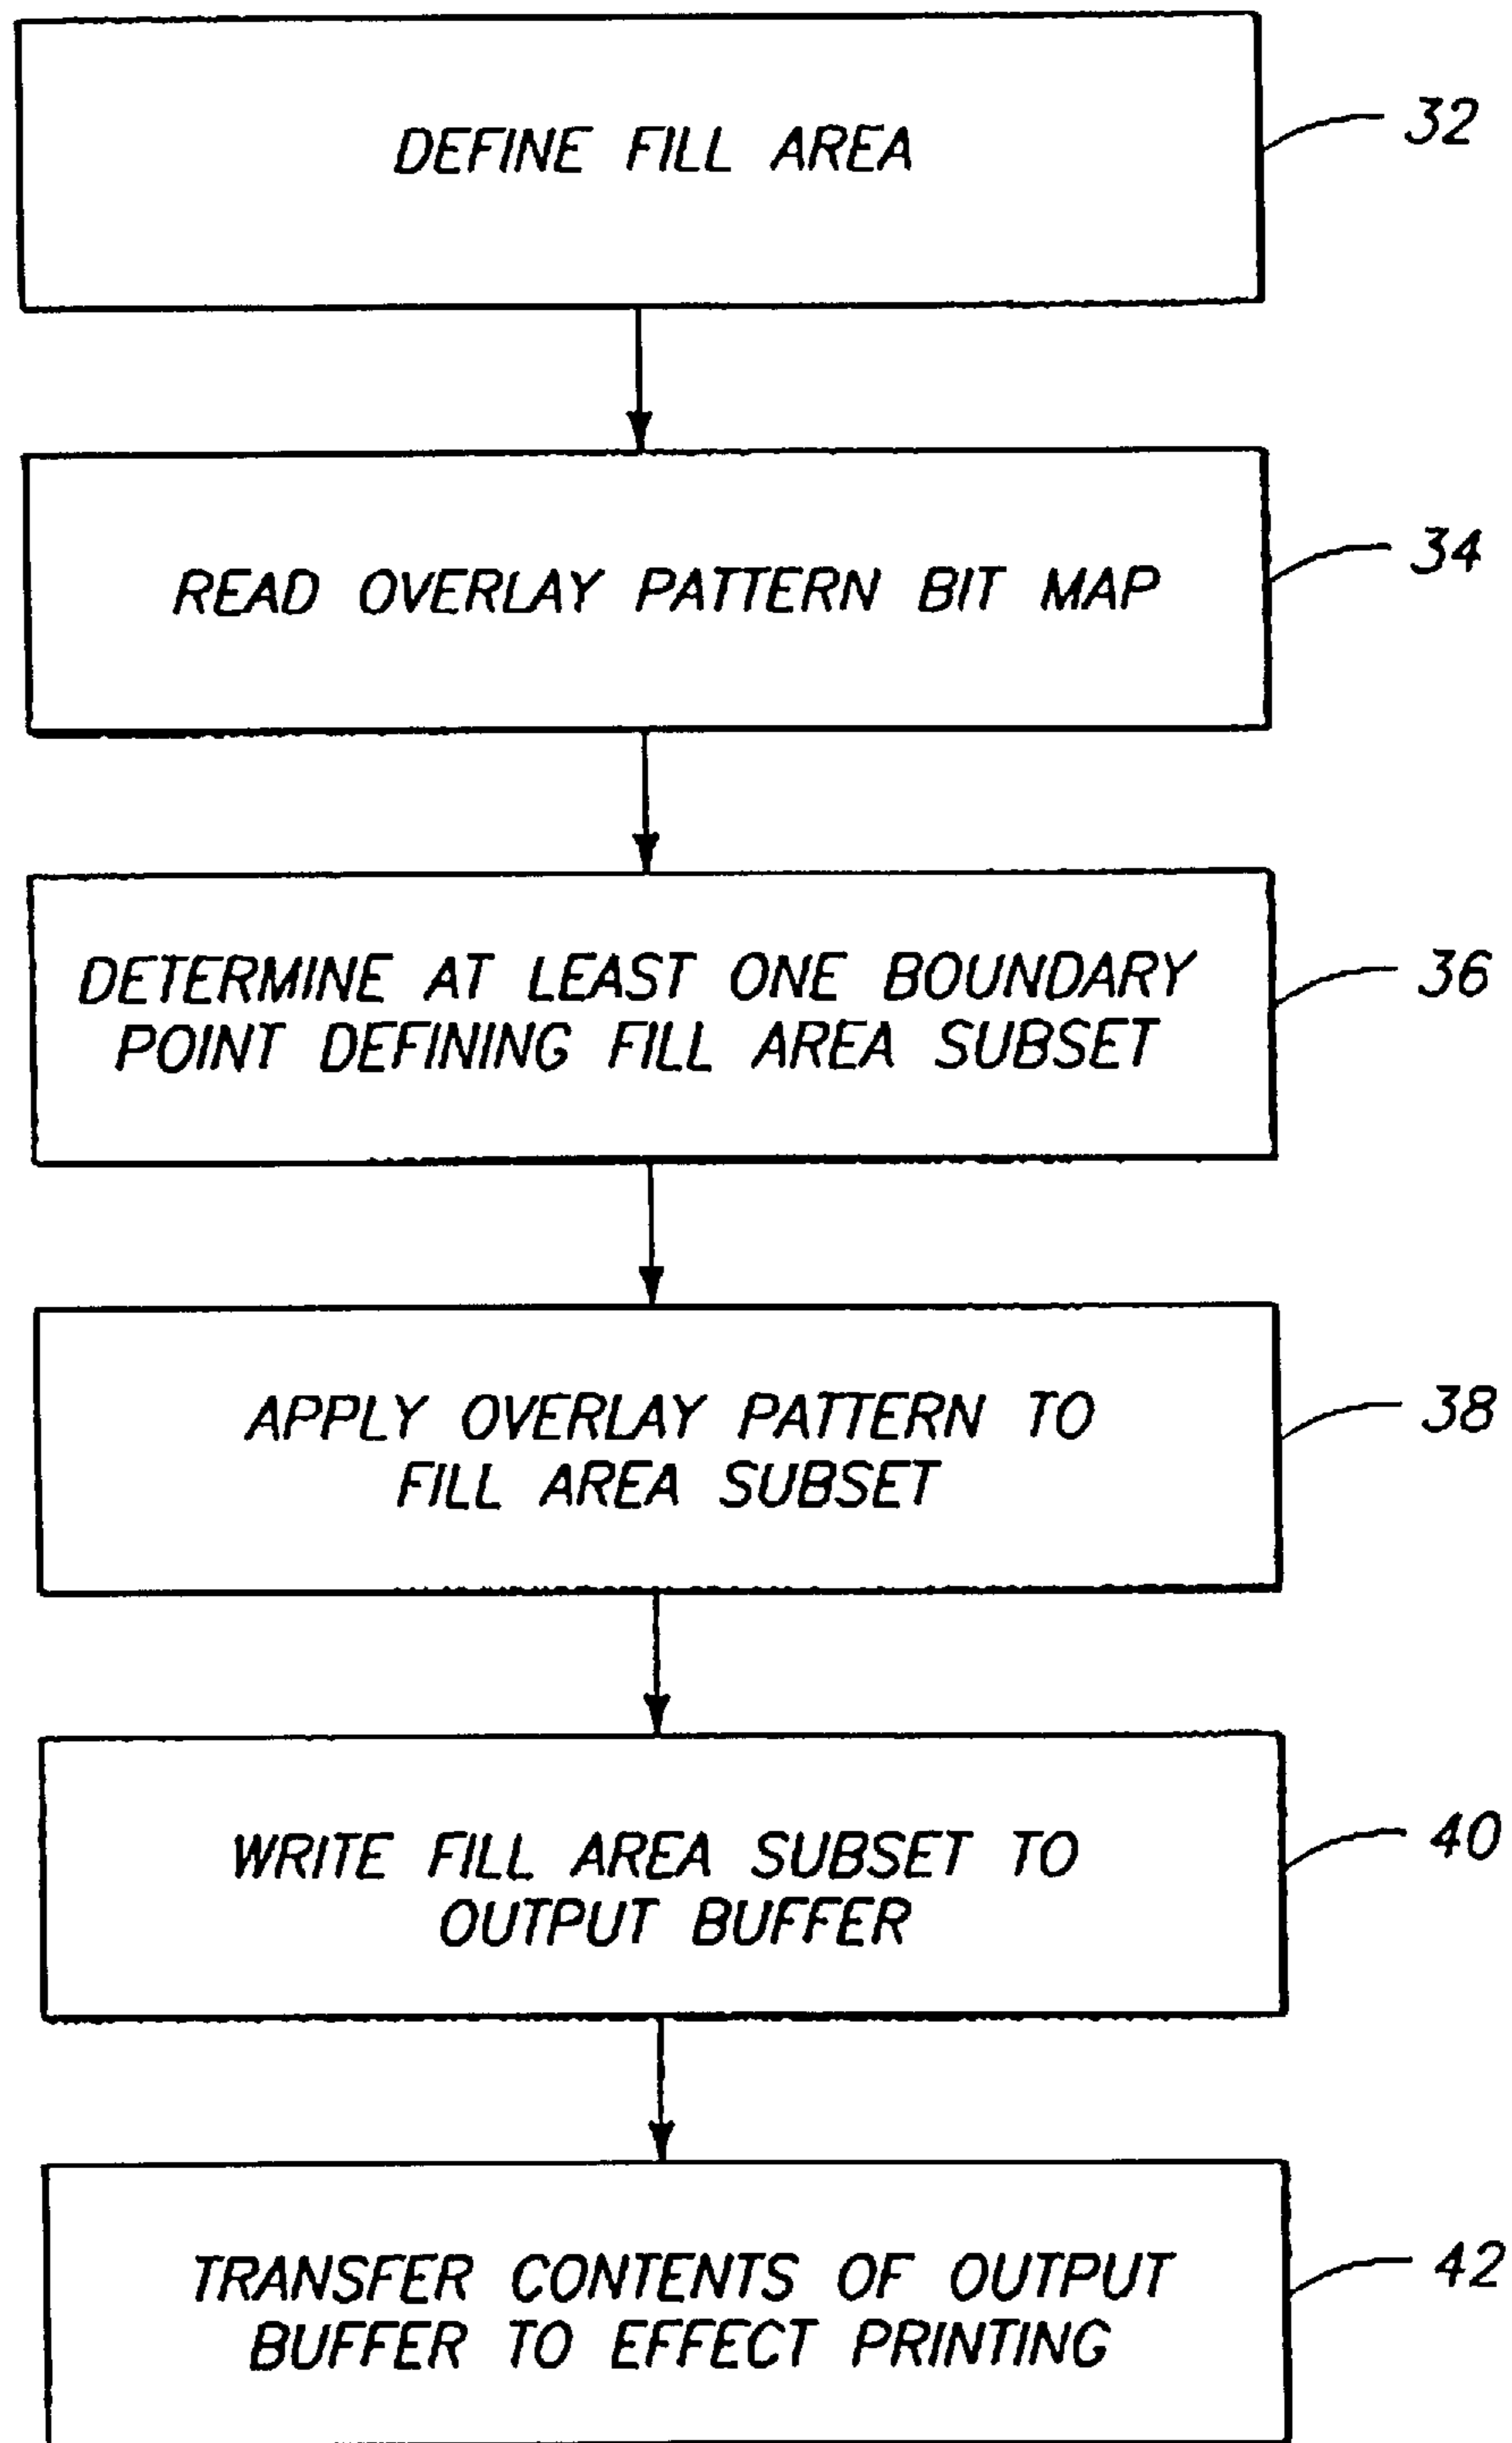 DEFINE FILL AREA
32
READ OVERLAY PATTERN BIT MAP
34
DETERMINE AT LEAST ONE BOUNDARY
POINT DEFINING FILL AREA SUBSET
36
APPLY OVERLAY PATTERN TO
FILL AREA SUBSET
38
WRITE FILL AREA SUBSET TO
OUTPUT BUFFER
40
TRANSFER CONTENTS OF OUTPUT
BUFFER TO EFFECT PRINTING
42